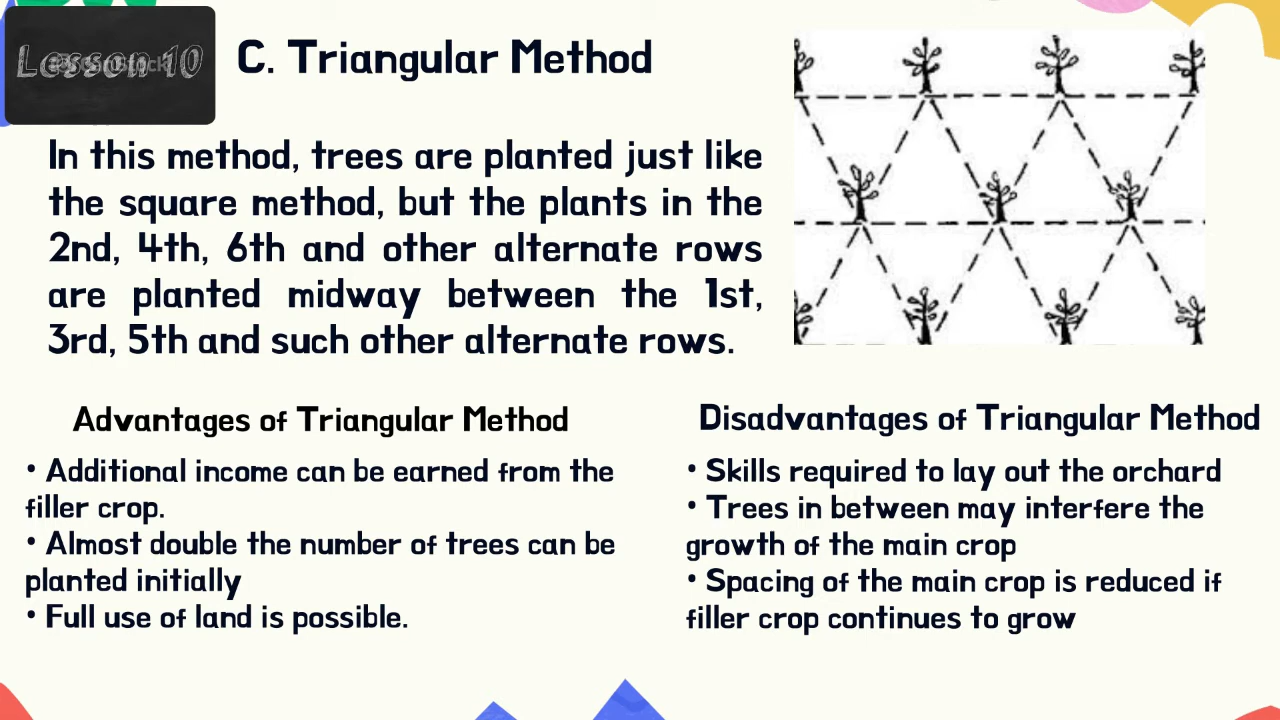 Lesson 10
C. Triangular Method
In this method, trees are planted just like
the square method, but the plants in the
2nd, 4th, 6th and other alternate rows
are planted midway between the 1st,
3rd, 5th and such other alternate rows.
Advantages of Triangular Method
• Additional income can be earned from the
filler crop.
• Almost double the number of trees can be
planted initially
• Full use of land is possible.
Disadvantages of Triangular Method
• Skills required to lay out the orchard
• Trees in between may interfere the
growth of the main crop
• Spacing of the main crop is reduced if
filler crop continues to grow